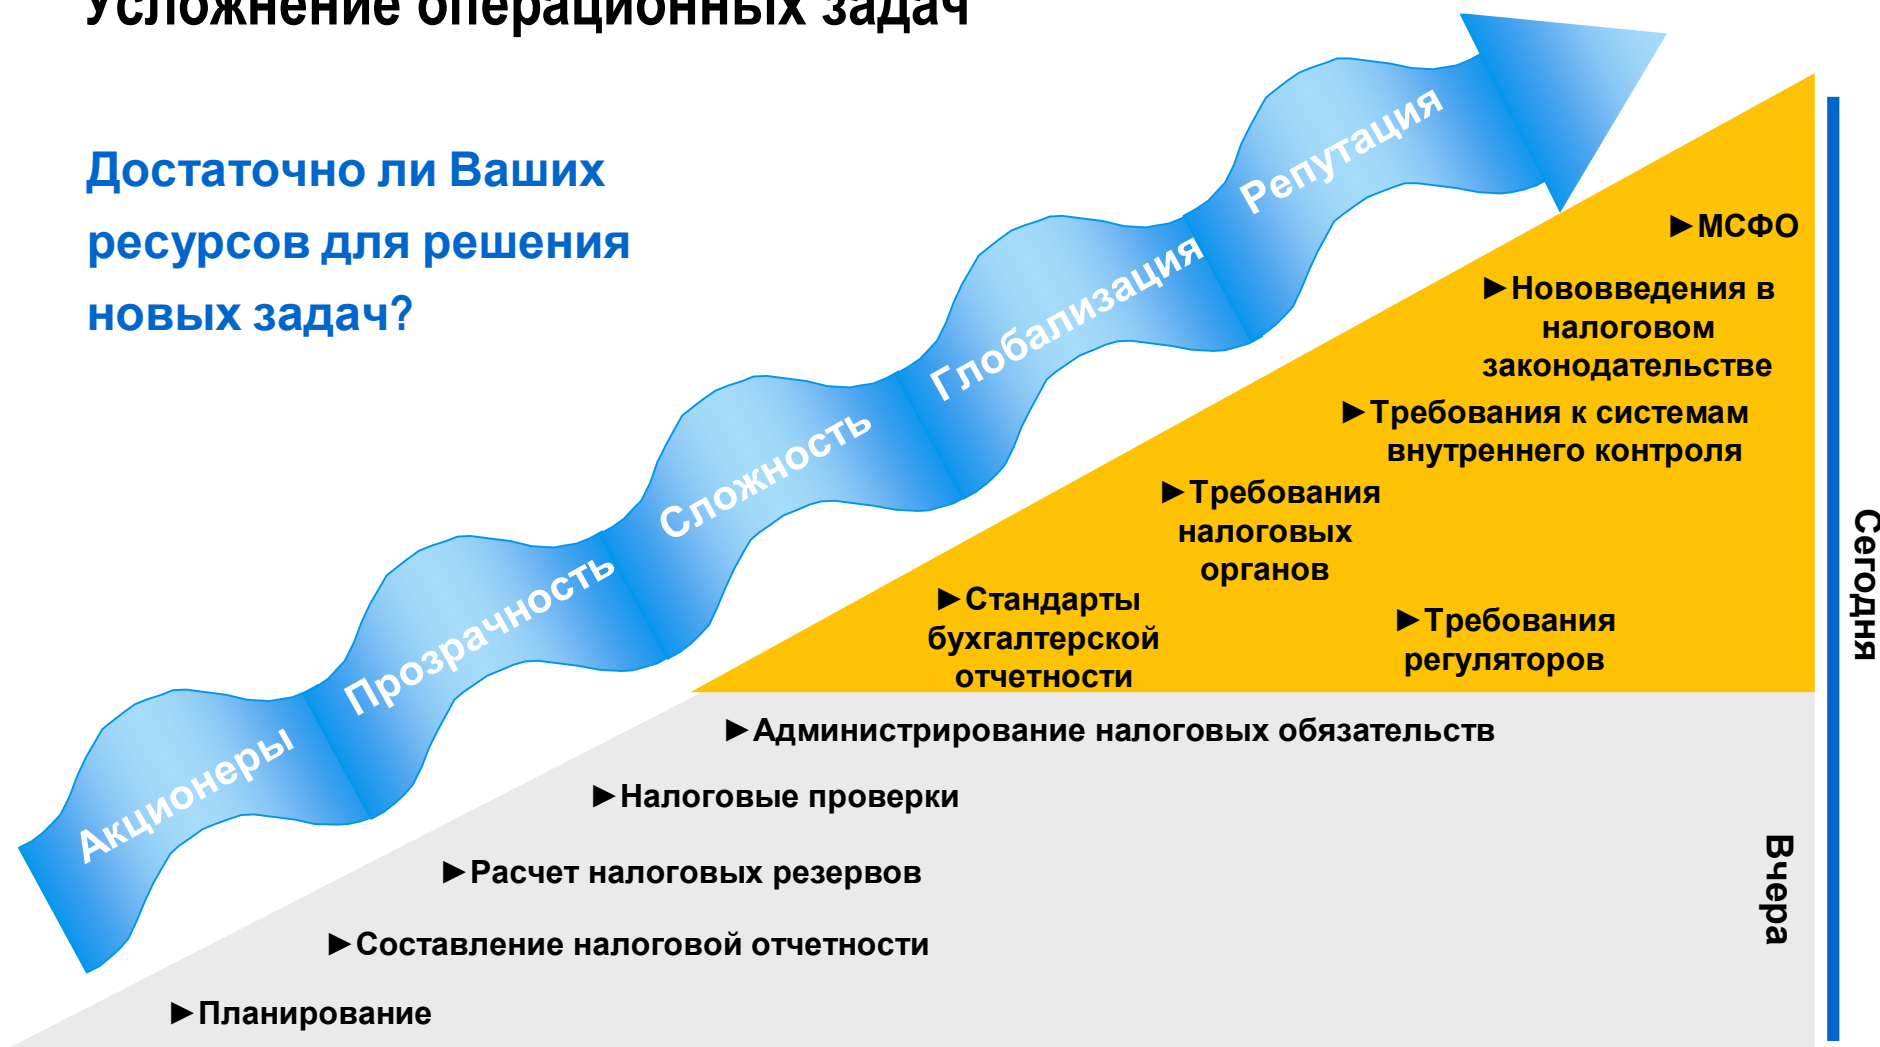 Усложнение операционных задач
Достаточно ли Ваших
ресурсов для решения
новых задач?
Репутация
Глобализация
Сложность
Прозрачность
Акционеры
►МСФО
►Нововведения в
налоговом
законодательстве
►Требования к системам
внутреннего контроля
►Требования
налоговых
органов
►Стандарты
бухгалтерской
отчетности
►Требования
регуляторов
Сегодня
►Администрирование налоговых обязательств
►Налоговые проверки
►Расчет налоговых резервов
►Составление налоговой отчетности
►Планирование
Вчера